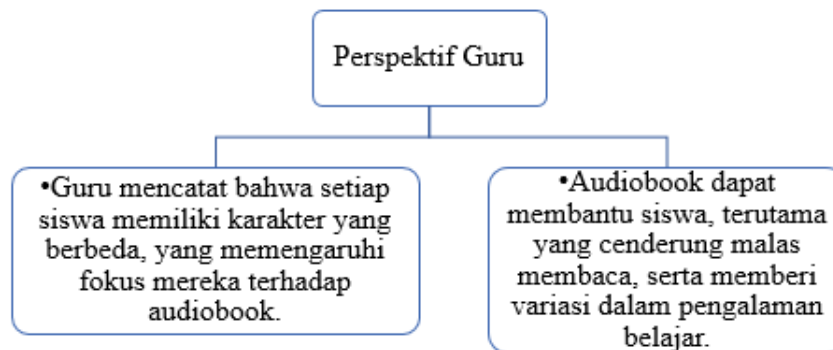 Perspektif Guru
•Guru mencatat bahwa setiap
siswa memiliki karakter yang
berbeda, yang memengaruhi
fokus mereka terhadap
audiobook.
•Audiobook dapat
membantu siswa, terutama
yang cenderung malas
membaca, serta memberi
variasi dalam pengalaman
belajar.